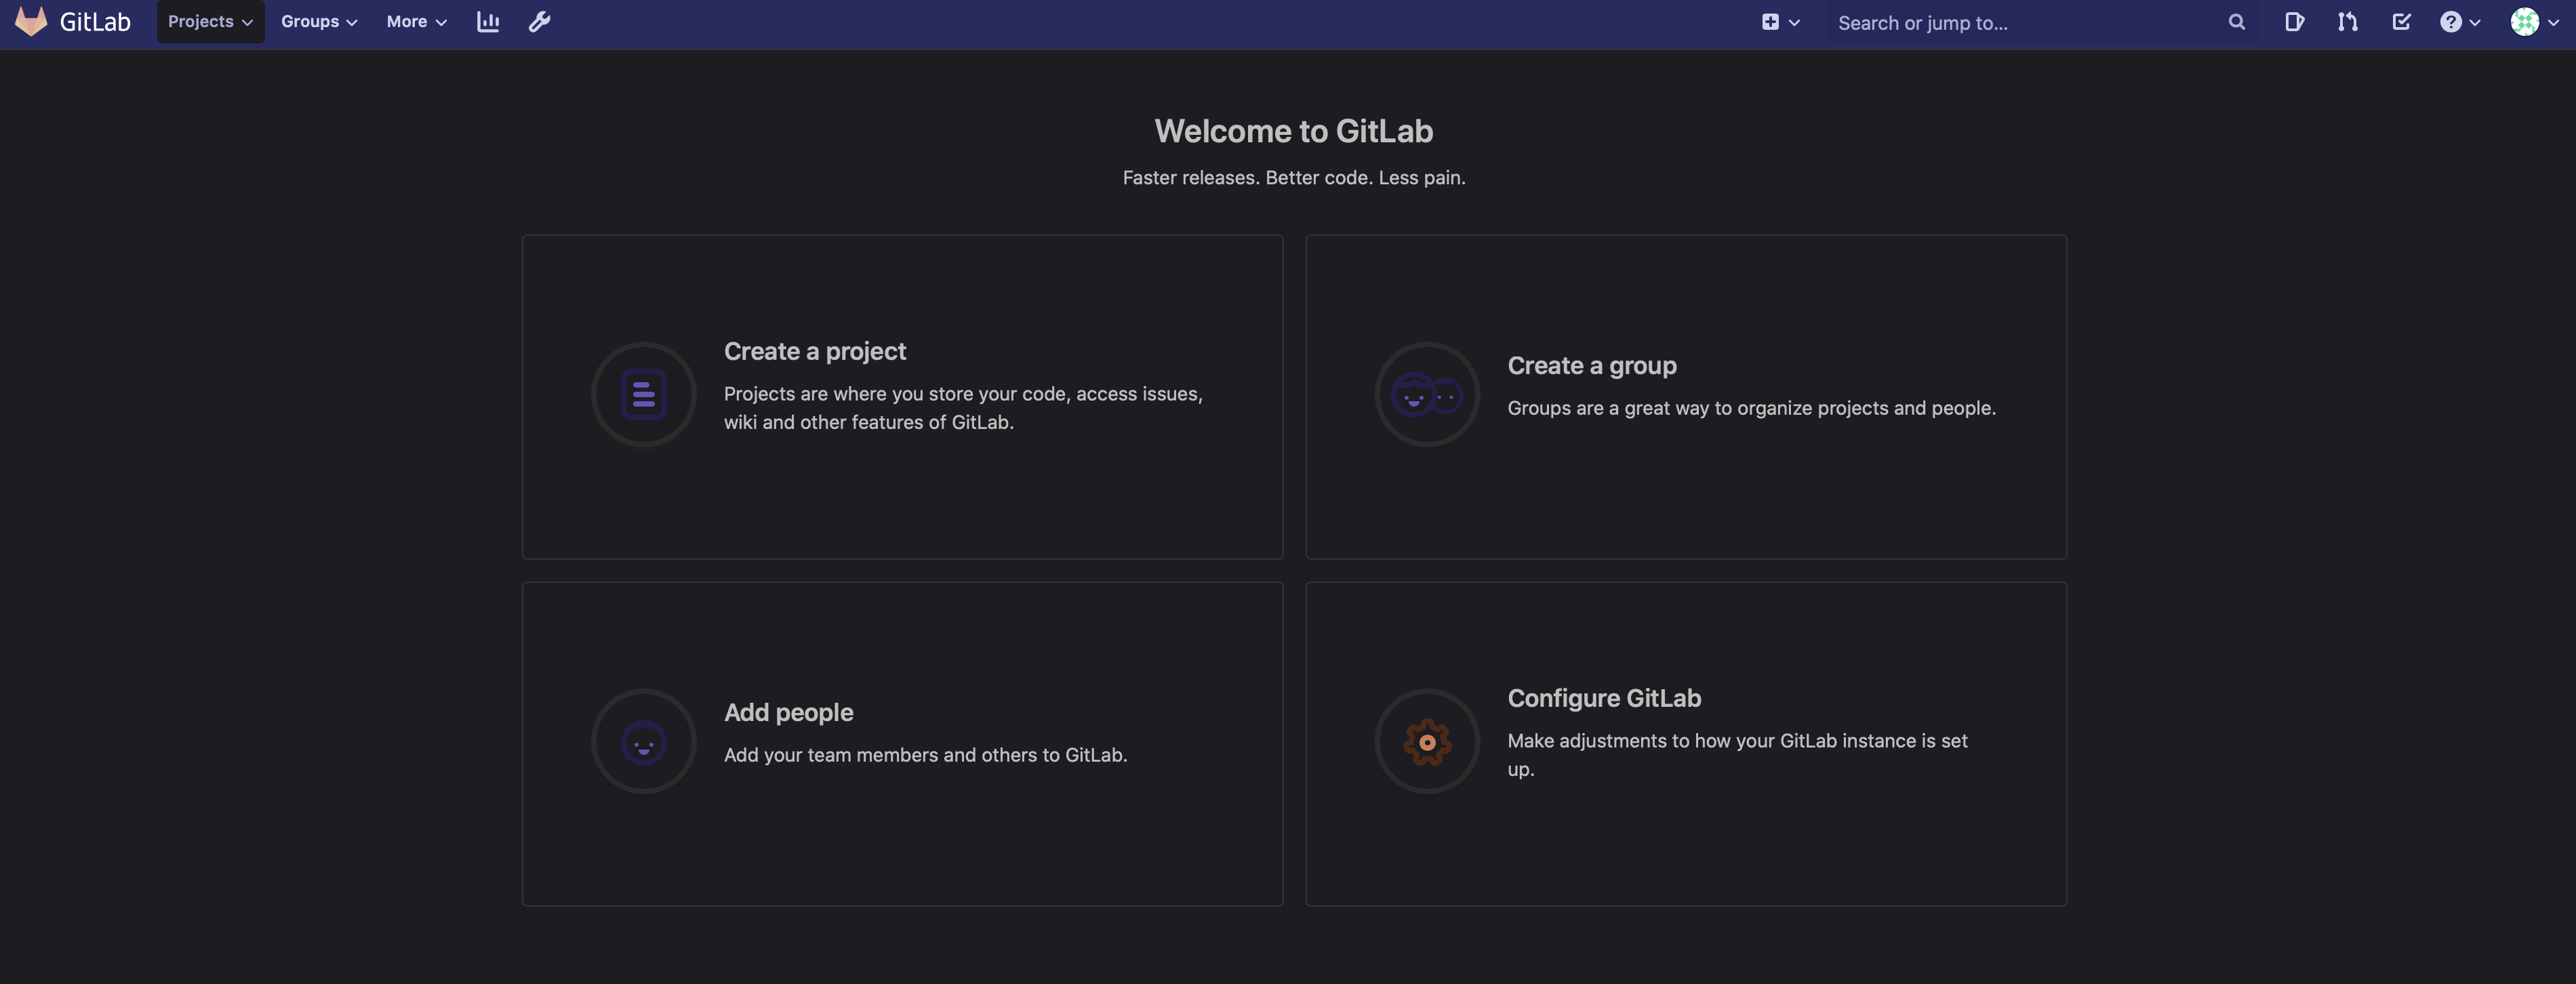 GitLab
Projects
Groups
More
Search or jump to...
Welcome to GitLab
Faster releases. Better code. Less pain.
Create a project
Projects are where you store your code, access issues,
wiki and other features of GitLab.
Create a group
Groups are a great way to organize projects and people.
Add people
Add your team members and others to GitLab.
Configure GitLab
Make adjustments to how your GitLab instance is set
up.